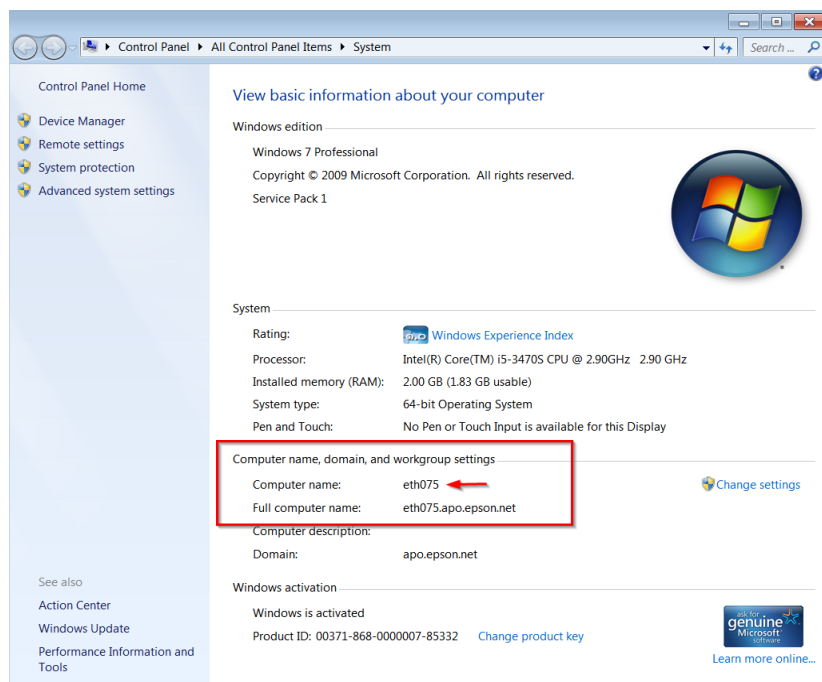 Control Panel ▸ All Control Panel Items ▸ System
Search ...
Control Panel Home
Device Manager
Remote settings
System protection
Advanced system settings
View basic information about your computer
Windows edition
Windows 7 Professional
Copyright © 2009 Microsoft Corporation. All rights reserved.
Service Pack 1
System
Rating: Windows Experience Index
Processor: Intel(R) Core(TM) i5-3470S CPU @ 2.90GHz 2.90 GHz
Installed memory (RAM): 2.00 GB (1.83 GB usable)
System type: 64-bit Operating System
Pen and Touch: No Pen or Touch Input is available for this Display
Computer name, domain, and workgroup settings
Computer name: eth075
Change settings
Full computer name: eth075.apo.epson.net
Computer description:
Domain: apo.epson.net
Windows activation
Windows is activated
Product ID: 00371-868-0000007-85332 Change product key
ask for
genuine
Microsoft
software
Learn more online...
See also
Action Center
Windows Update
Performance Information and
Tools